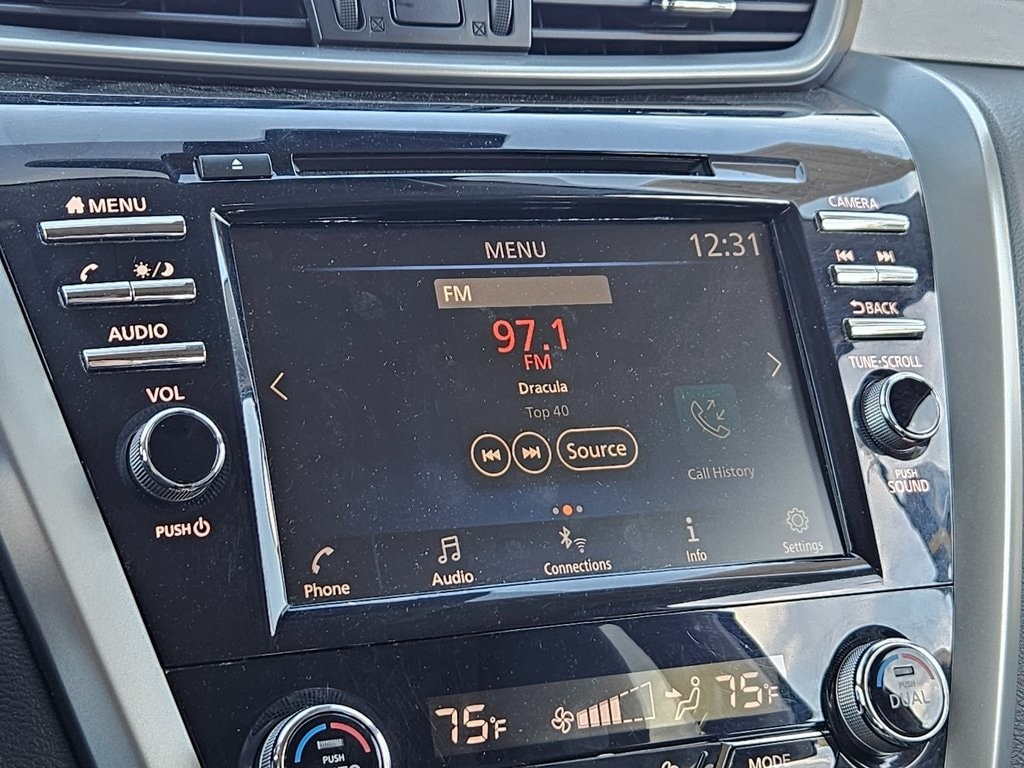 MENU
CAMERA
AUDIO
VOL
PUSH
MENU 12:31
FM
97.1
FM
Dracula
Top 40
Source
Call History
Phone
Audio
Connections
Info
Settings
BACK
TUNE·SCROLL
PUSH
SOUND
75°F
75°F
PUSH
PUSH
DUAL
MODE